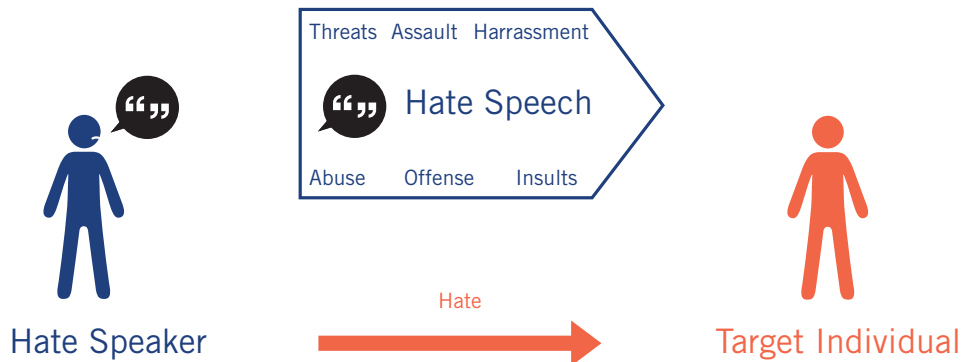 Threats Assault Harrassment
Hate Speech
Abuse Offense Insults
Hate
Hate Speaker
Target Individual